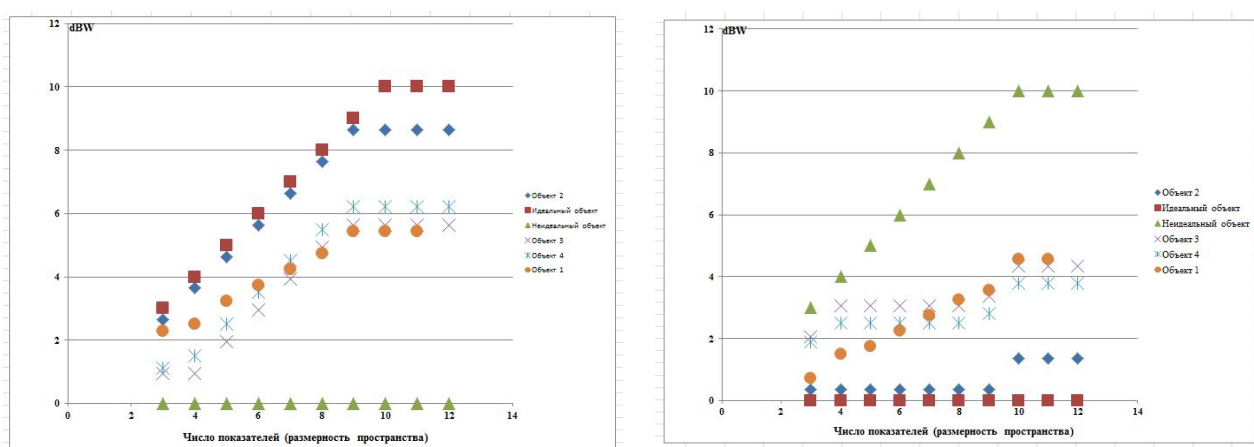 12
dBW
10
8
6
4
2
0
0
2
4
6
8
10
12
14
Число показателей (размерность пространства)
Объект 2
Идеальный объект
Неидеальный объект
Объект 3
Объект 4
Объект 1
12
dBW
10
8
6
4
2
0
0
2
4
6
8
10
12
14
Число показателей (размерность пространства)
Объект 2
Идеальный объект
Неидеальный объект
Объект 3
Объект 4
Объект 1